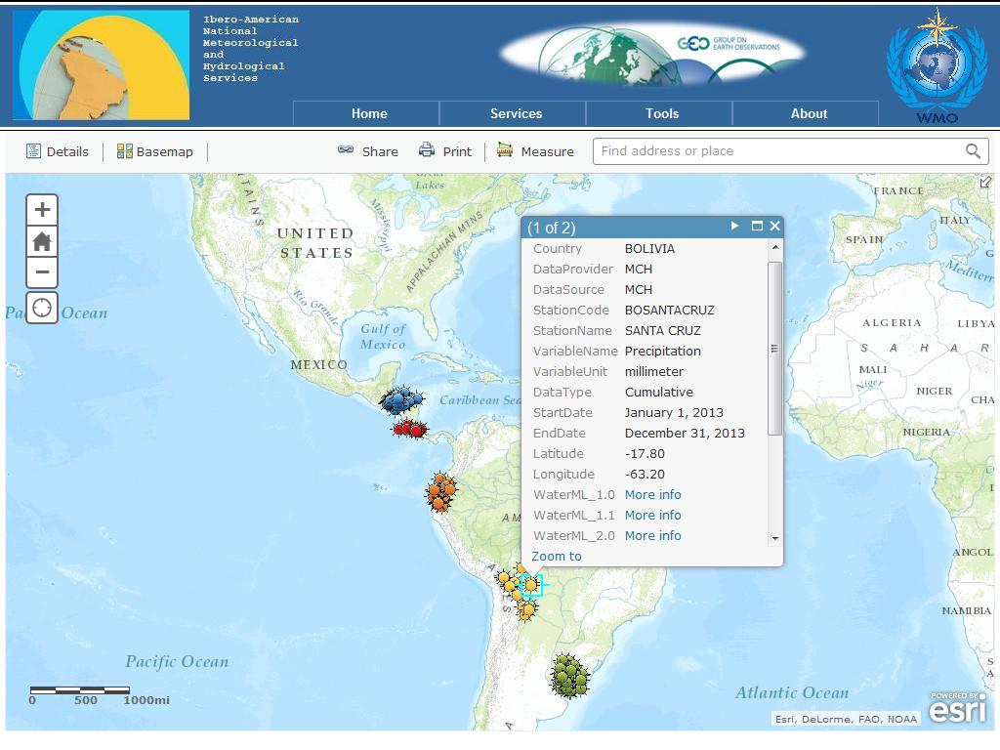 Ibero-American
National
Meteorological
and
Hydrological
Services
GEO GROUP ON
EARTH OBSERVATIONS
WMO
Home Services Tools About
Details Basemap Share Print Measure Find address or place
UNITED
STATES
Lakes
Mississippi
APPALACHIAN MTNS
Rio Grande
Gulf of
Mexico
MEXICO
Caribbean Sea
Ocean
FRANCE
ITALY
SPAIN
ALGERIA
LIBYA
S A H A R
MALI
Niger
NIGER
CHA
NIGERIA
ANGOL
NAMIBIA
(1 of 2)
Country BOLIVIA
DataProvider MCH
DataSource MCH
StationCode BOSANTACRUZ
StationName SANTA CRUZ
VariableName Precipitation
VariableUnit millimeter
DataType Cumulative
StartDate January 1, 2013
EndDate December 31, 2013
Latitude -17.80
Longitude -63.20
WaterML_1.0 More info
WaterML_1.1 More info
WaterML_2.0 More info
Zoom to
Pacific Ocean
Atlantic Ocean
0 500 1000mi
Esri, DeLorme, FAO, NOAA
POWERED BY
esri